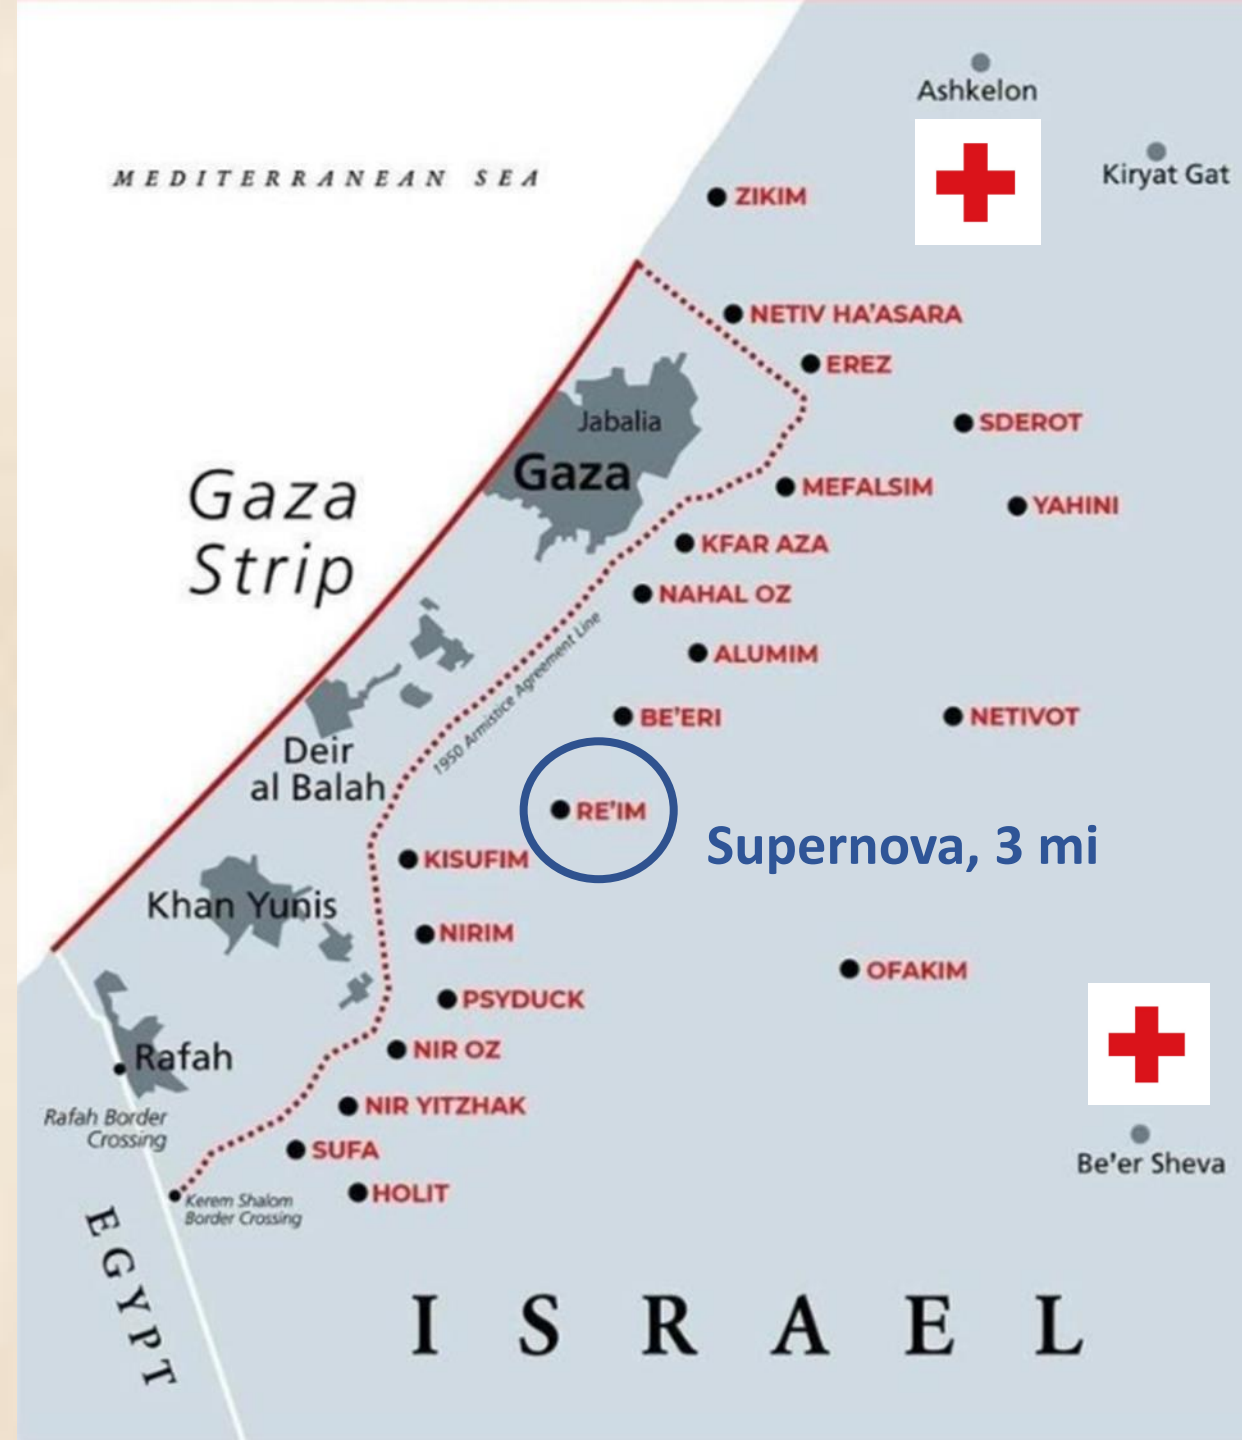 Ashkelon
Kiryat Gat
MEDITERRANEAN SEA
ZIKIM
NETIV HA'ASARA
EREZ
Jabalia
SDEROT
Gaza
Gaza
Strip
MEFALSIM
YAHINI
KFAR AZA
NAHAL OZ
1950 Armistice Agreement Line
ALUMIM
BE'ERI
NETIVOT
Deir
al Balah
RE'IM
Supernova, 3 mi
KISUFIM
Khan Yunis
NIRIM
OFAKIM
PSYDUCK
NIR OZ
Rafah
NIR YITZHAK
Rafah Border
Crossing
SUFA
Be'er Sheva
HOLIT
Kerem Shalom
Border Crossing
EGYPT
ISRAEL